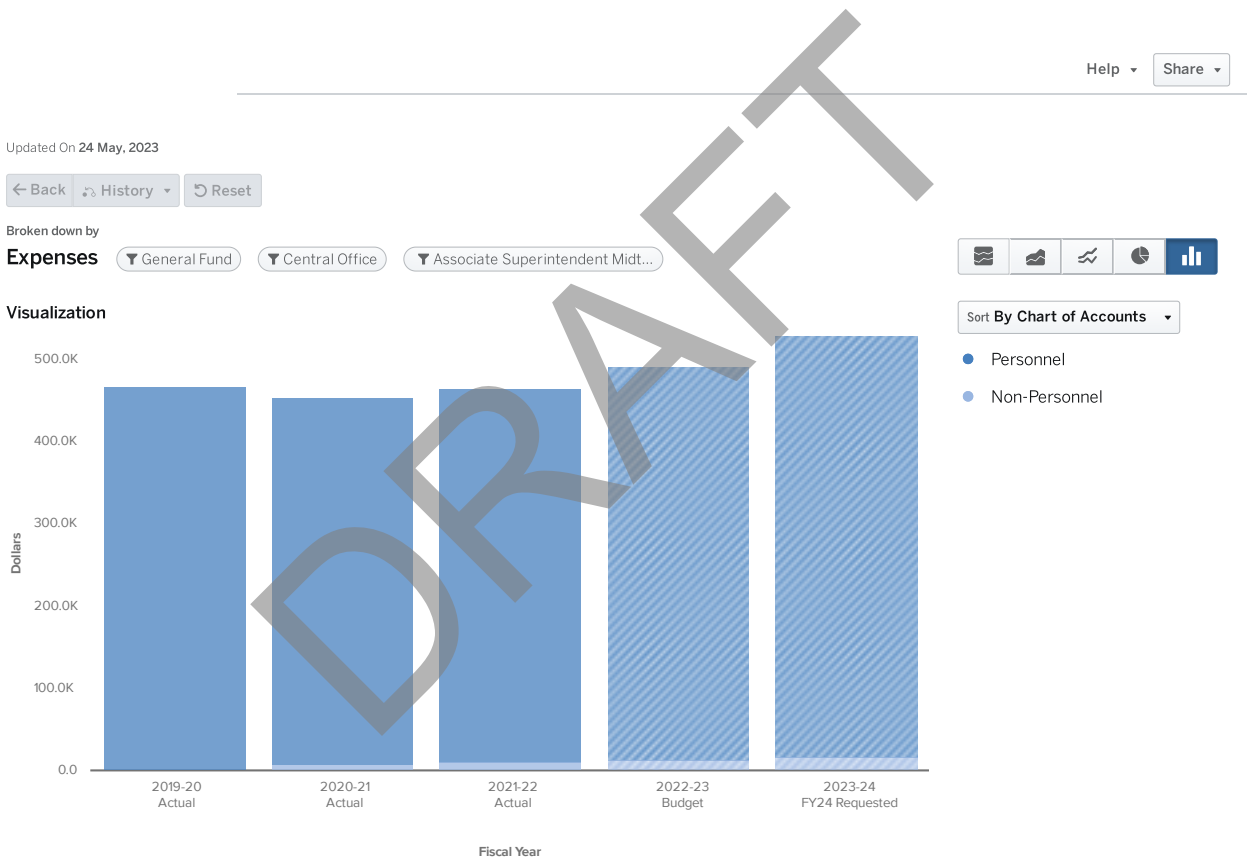 Help
Share
Updated On 24 May, 2023
Back
History
Reset
Broken down by
Expenses
General Fund
Central Office
Associate Superintendent Midt...
Visualization
Sort By Chart of Accounts
Personnel
Non-Personnel
500.0K
400.0K
300.0K
200.0K
100.0K
0.0
Dollars
2019-20
Actual
2020-21
Actual
2021-22
Actual
2022-23
Budget
2023-24
FY24 Requested
Fiscal Year
DRAFT